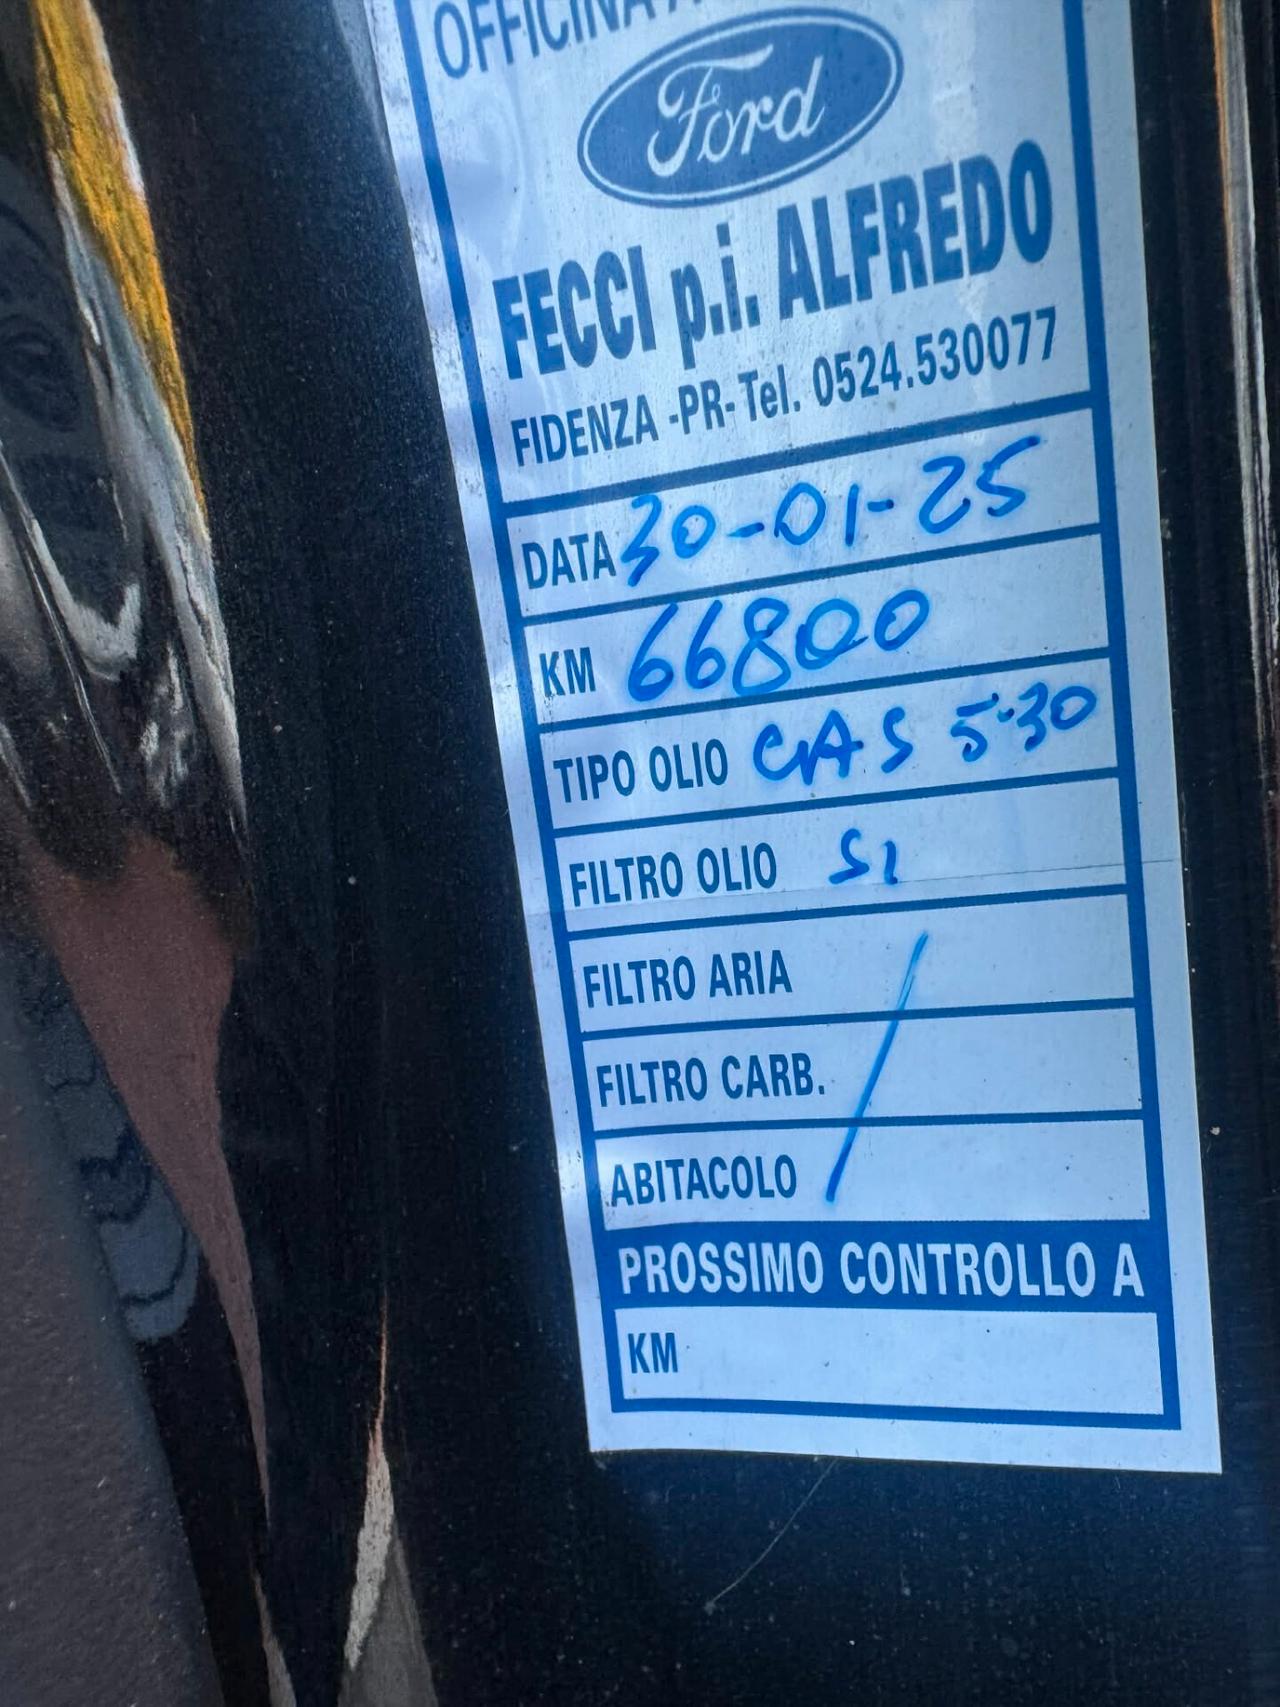 OFFICINA
Ford
FECCI p.i. ALFREDO
FIDENZA -PR- Tel. 0524.530077
DATA 30-01-25
KM 66800
TIPO OLIO GAS 5-30
FILTRO OLIO SI
FILTRO ARIA
FILTRO CARB.
ABITACOLO
PROSSIMO CONTROLLO A
KM